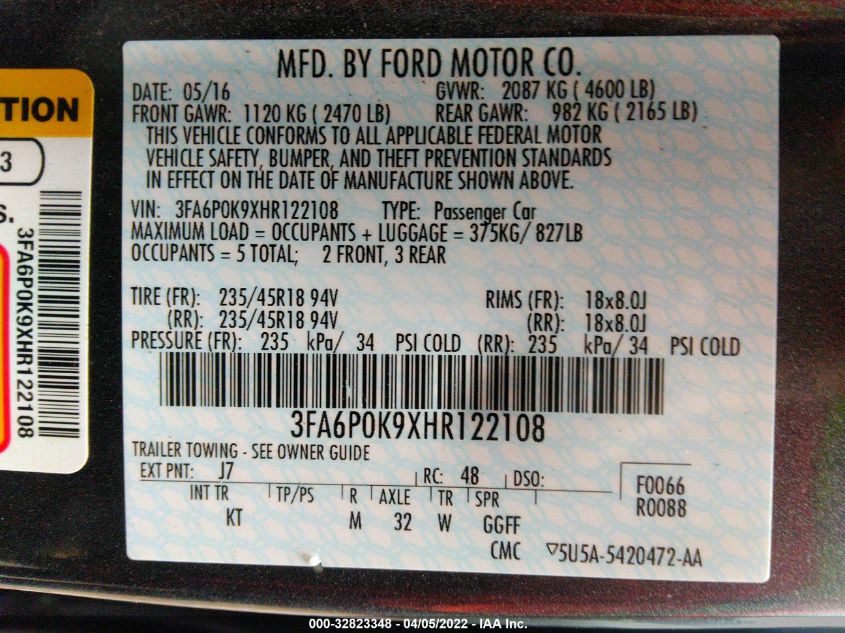 MFD. BY FORD MOTOR CO.
DATE: 05/16 GVWR: 2087 KG ( 4600 LB)
FRONT GAWR: 1120 KG ( 2470 LB) REAR GAWR: 982 KG ( 2165 LB)
THIS VEHICLE CONFORMS TO ALL APPLICABLE FEDERAL MOTOR
VEHICLE SAFETY, BUMPER, AND THEFT PREVENTION STANDARDS
IN EFFECT ON THE DATE OF MANUFACTURE SHOWN ABOVE.
VIN: 3FA6P0K9XHR122108 TYPE: Passenger Car
MAXIMUM LOAD = OCCUPANTS + LUGGAGE = 375KG/ 827LB
OCCUPANTS = 5 TOTAL; 2 FRONT, 3 REAR
TIRE (FR): 235/45R18 94V RIMS (FR): 18x8.0J
(RR): 235/45R18 94V (RR): 18x8.0J
PRESSURE (FR): 235 kPa/ 34 PSI COLD (RR): 235 kPa/ 34 PSI COLD
3FA6P0K9XHR122108
TRAILER TOWING - SEE OWNER GUIDE
EXT PNT: J7 RC: 48 DSO:
F0066
R0088
INT TR TP/PS R AXLE TR SPR
KT M 32 W GGFF
CMC ▽5U5A-5420472-AA
TION
3
S.
3FA6P0K9XHR122108
000-32823348 - 04/05/2022 - IAA Inc.